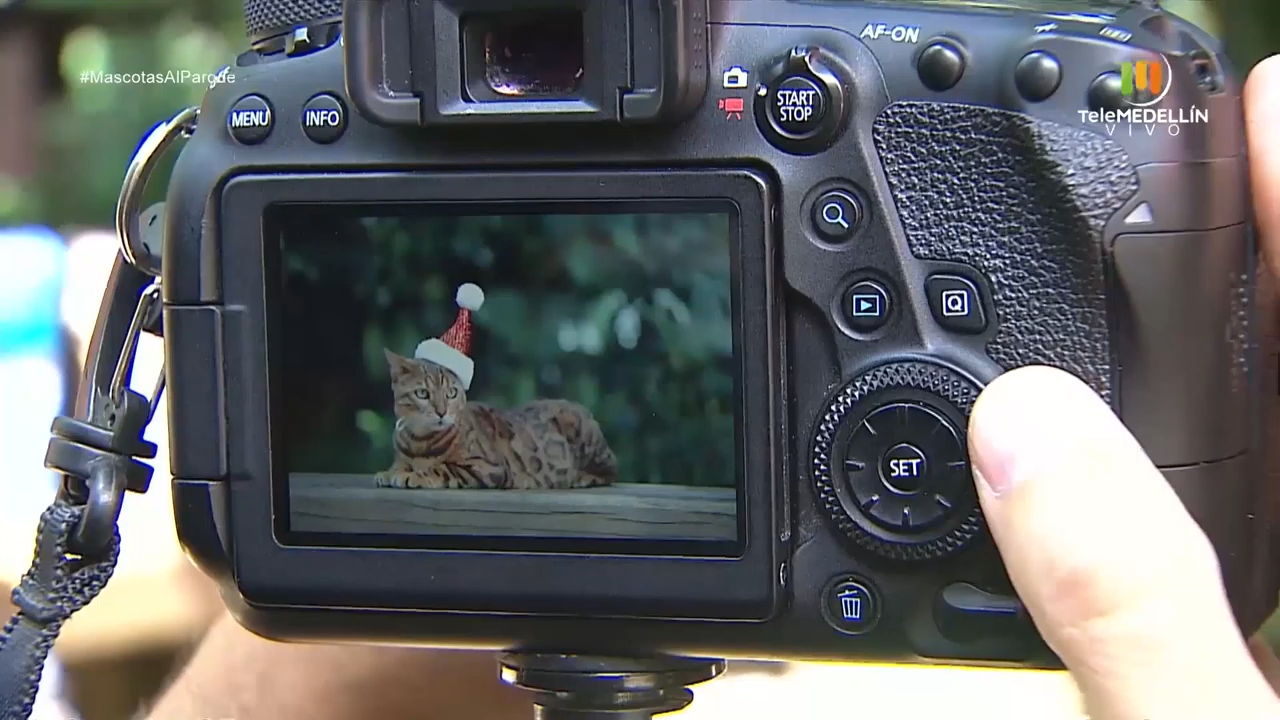 #MascotasAlParque
AF-ON
TeleMEDELLÍN
VIVO
MENU
INFO
START
STOP
Q
SET